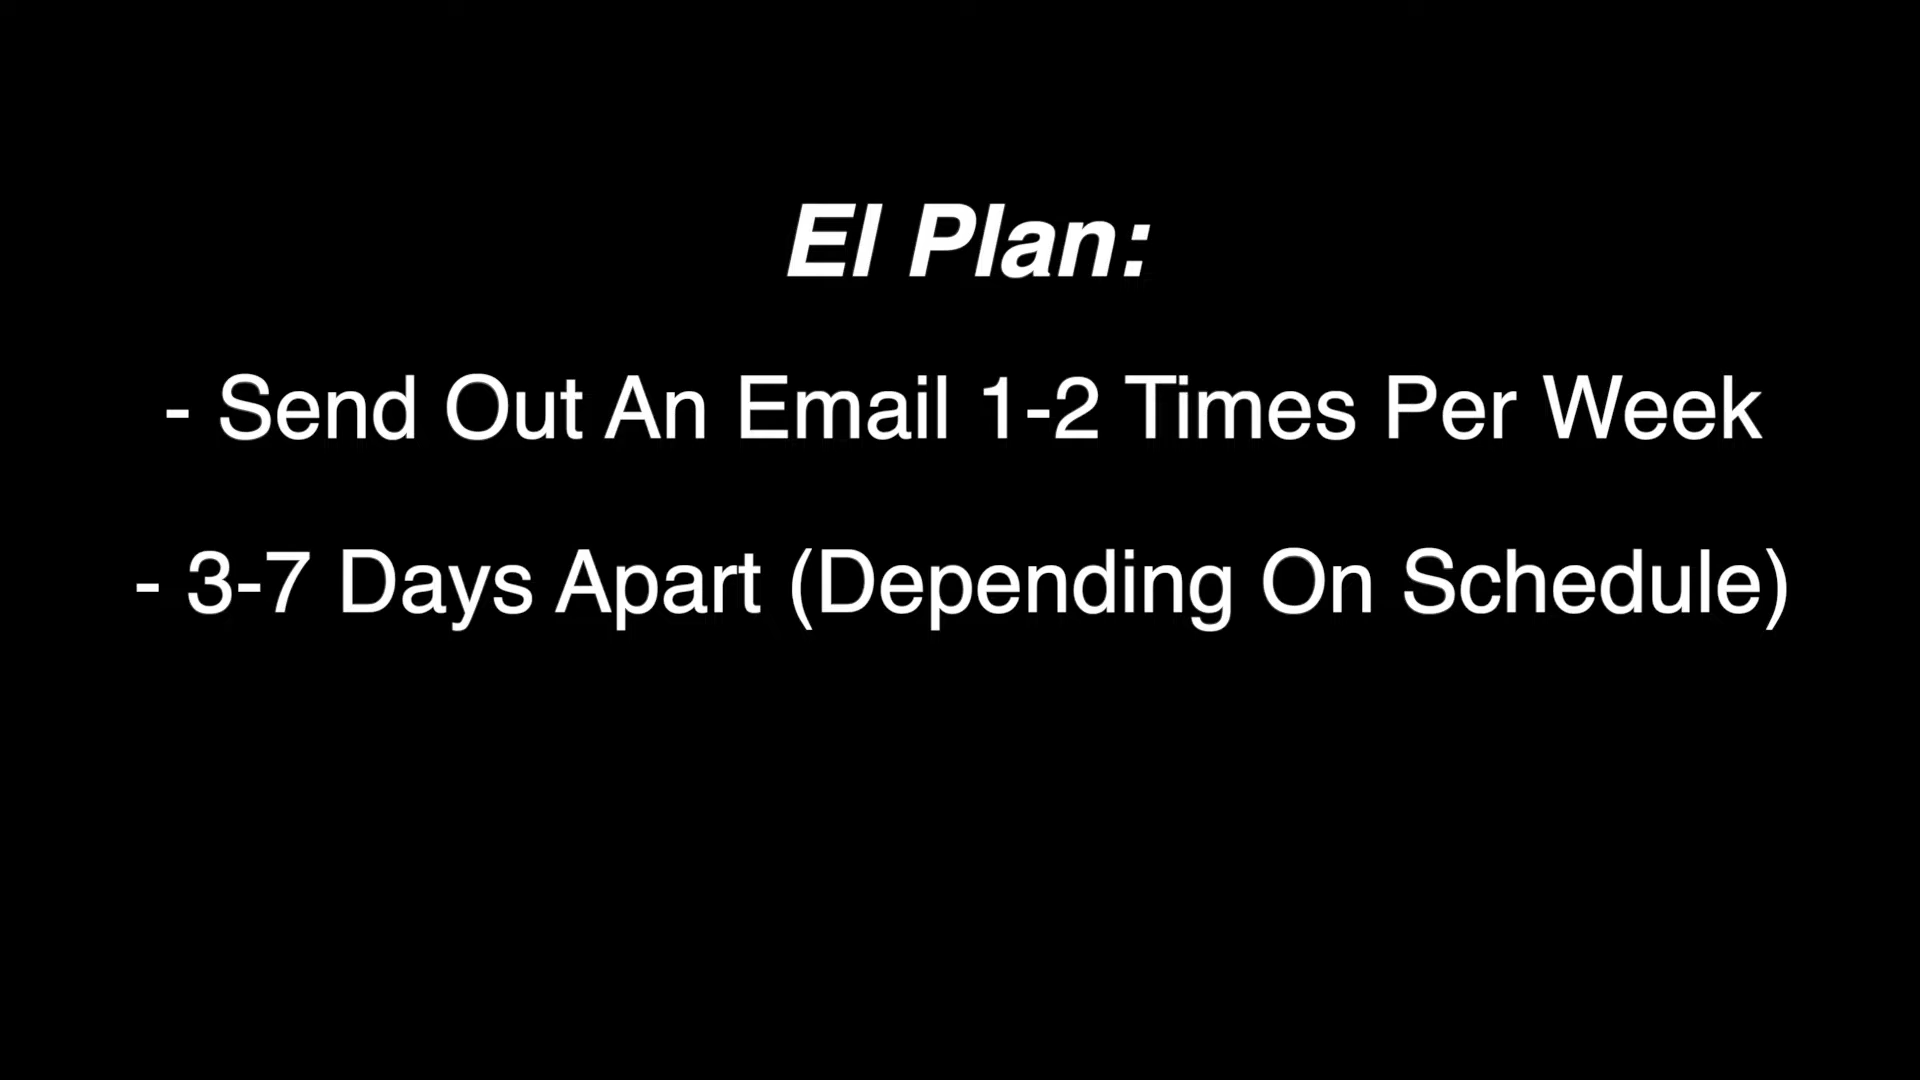 El Plan:
- Send Out An Email 1-2 Times Per Week
- 3-7 Days Apart (Depending On Schedule)